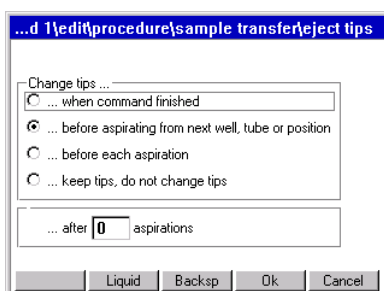 ...d 1\edit\procedure\sample transfer\eject tips
Change tips ...
... when command finished
... before aspirating from next well, tube or position
... before each aspiration
... keep tips, do not change tips
... after 0 aspirations
Liquid Backsp Ok Cancel